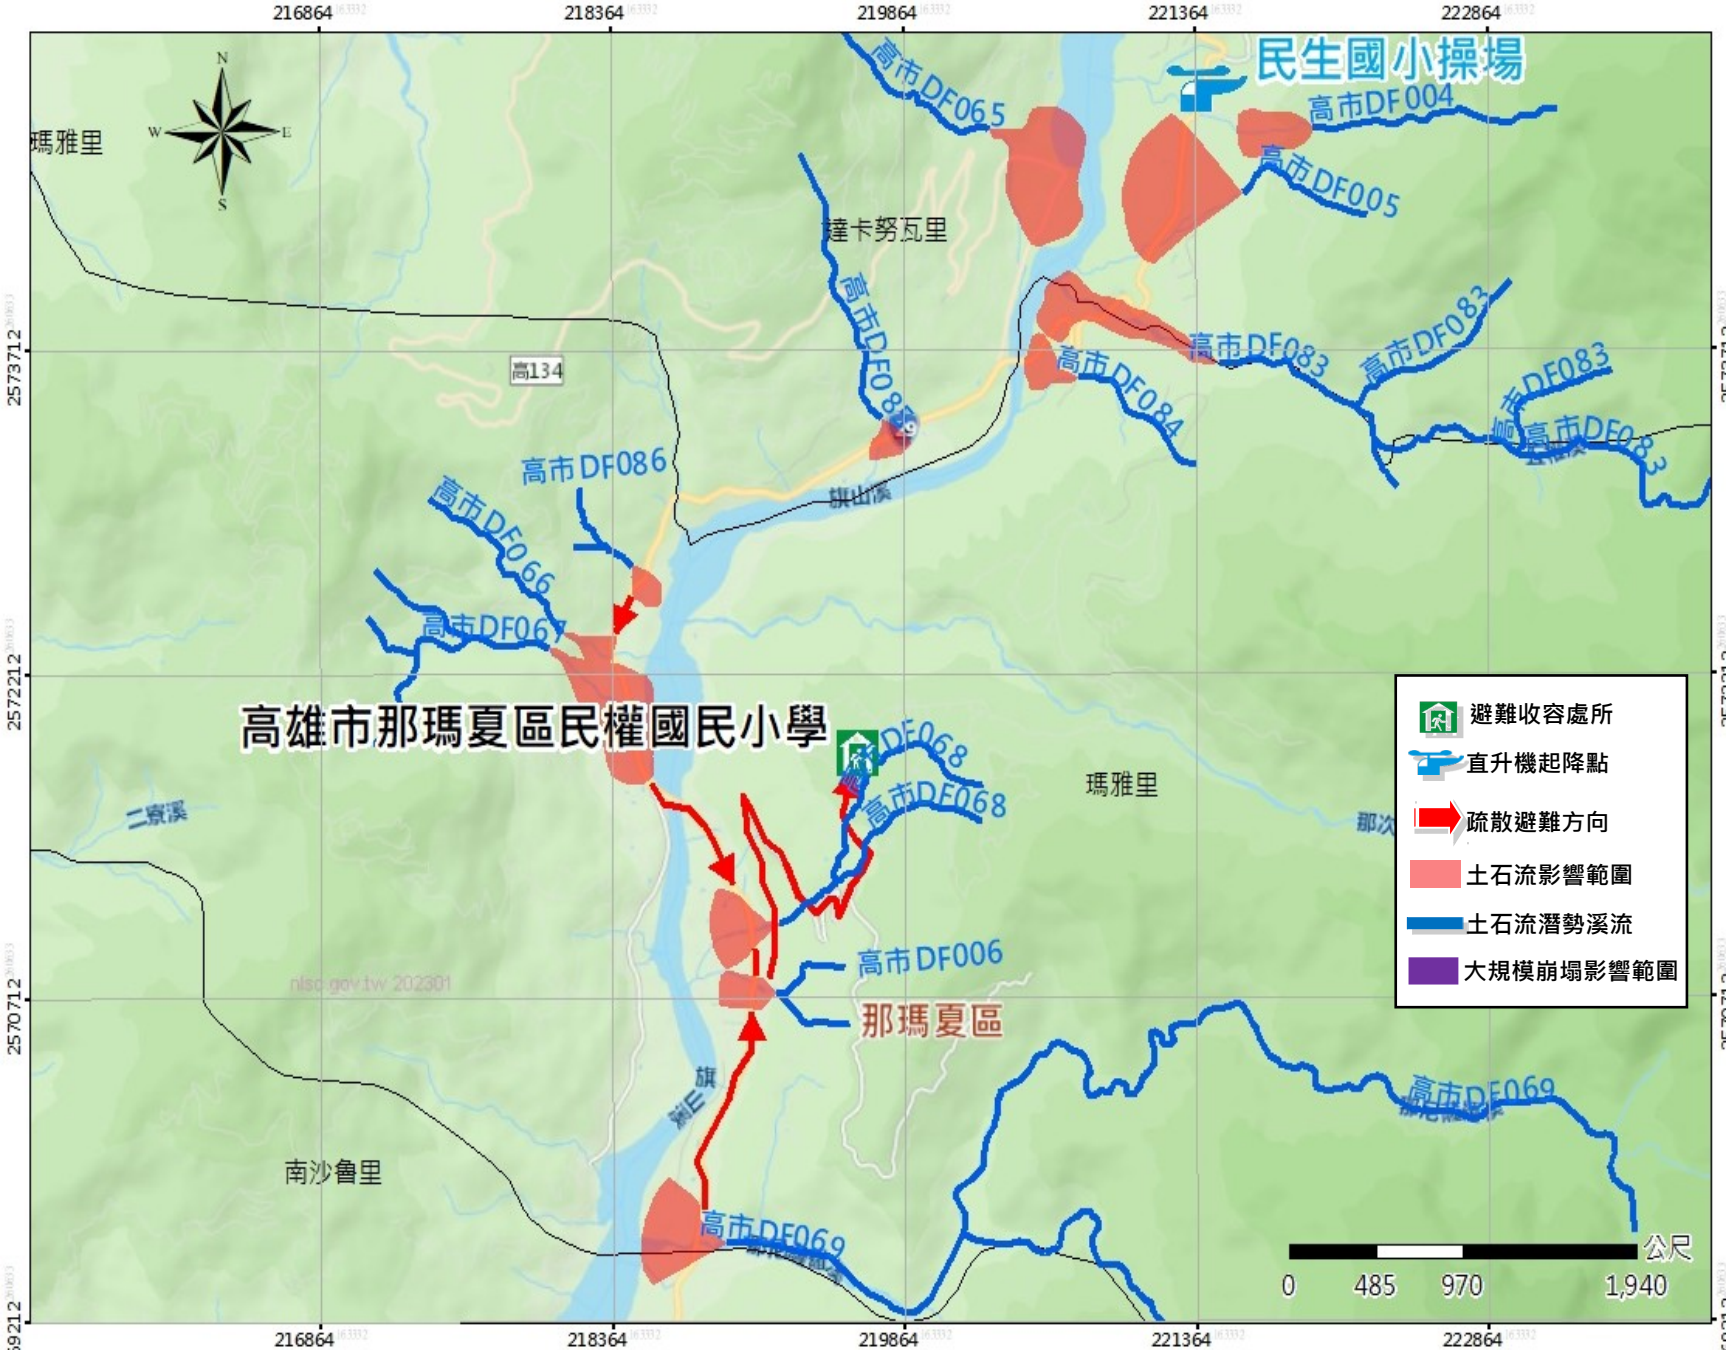 216864
218364
219864
221364
222864
N
W
E
S
瑪雅里
高市DF065
民生國小操場
高市DF004
高市DF005
達卡努瓦里
高市DF083
高市DF083
高市DF083
高市DF083
高市DF084
2573712
高134
旗山溪
高市DF086
高市DF066
高市DF067
2572212
高雄市那瑪夏區民權國民小學
DF068
高市DF068
瑪雅里
二寮溪
那次
避難收容處所
直升機起降點
疏散避難方向
土石流影響範圍
土石流潛勢溪流
大規模崩塌影響範圍
nlsc.gov.tw 202301
高市DF006
那瑪夏區
2570712
旗山溪
高市DF069
南沙魯里
高市DF069
公尺
0
485
970
1,940
216864
218364
219864
221364
222864